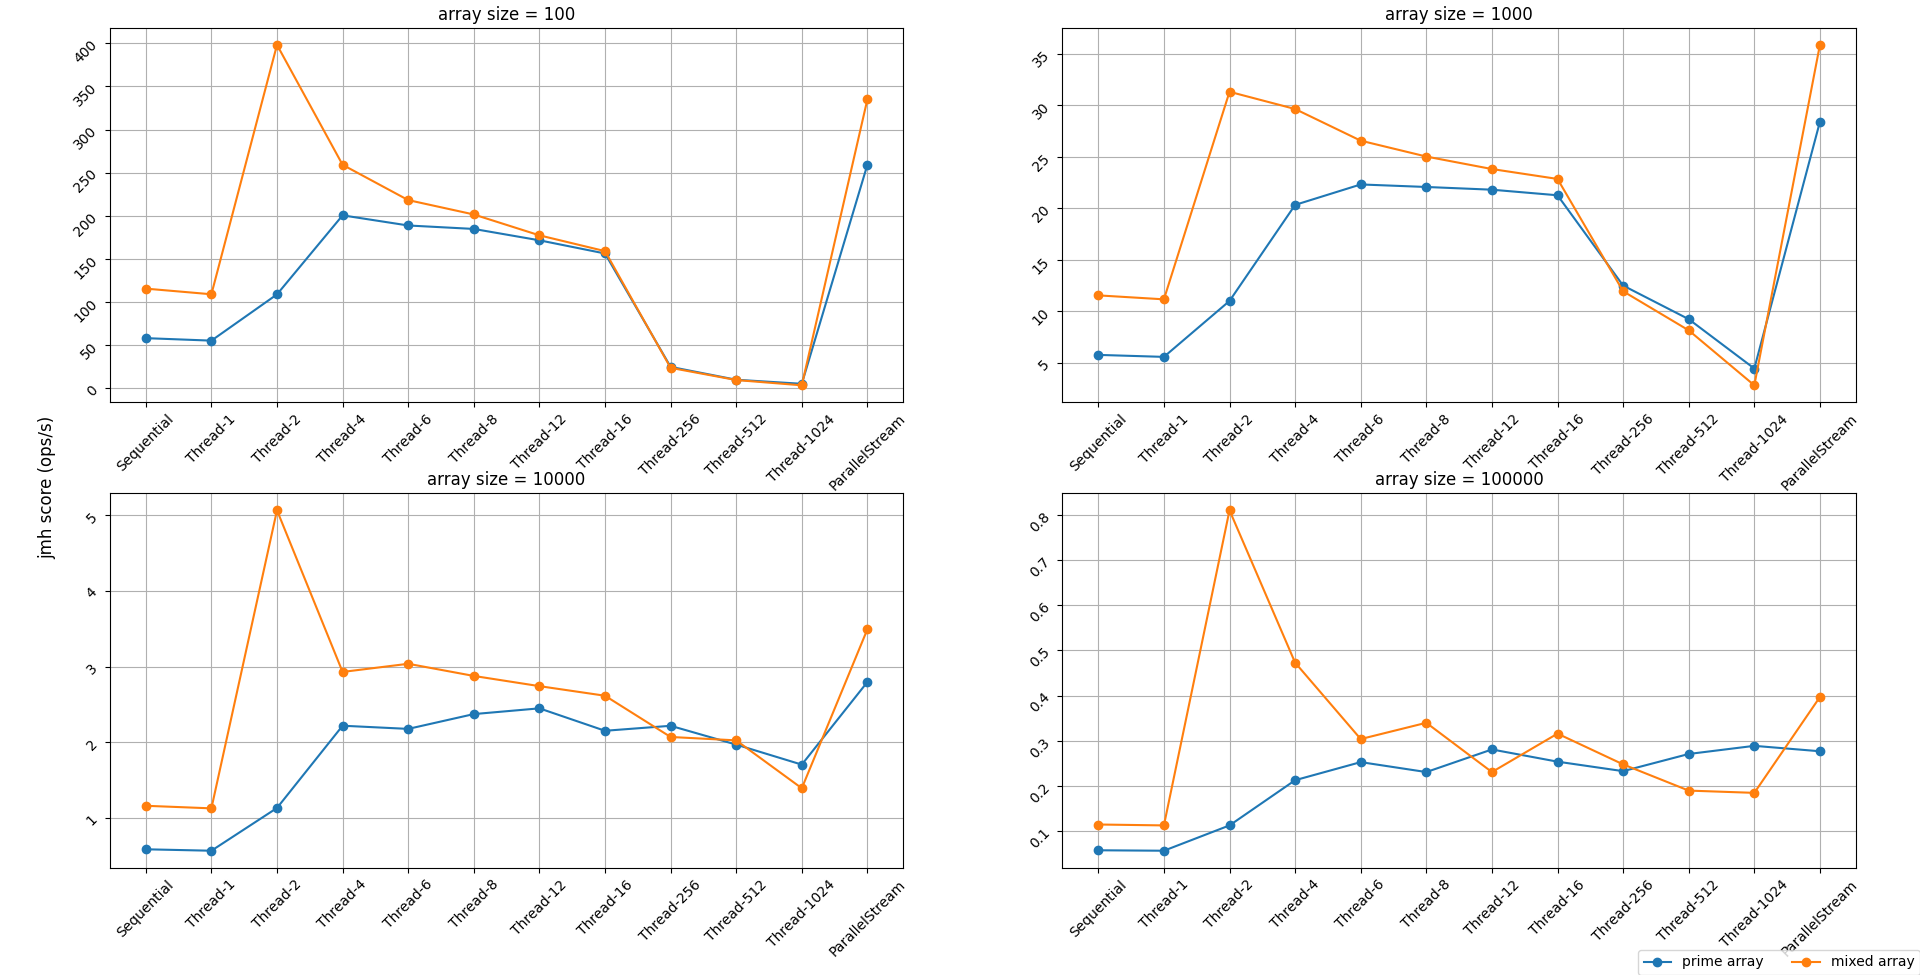 array size = 100
400
350
300
250
200
150
100
50
0
Sequential
Thread-1
Thread-2
Thread-4
Thread-6
Thread-8
Thread-12
Thread-16
Thread-256
Thread-512
Thread-1024
ParallelStream
array size = 1000
35
30
25
20
15
10
5
Sequential
Thread-1
Thread-2
Thread-4
Thread-6
Thread-8
Thread-12
Thread-16
Thread-256
Thread-512
Thread-1024
ParallelStream
jmh score (ops/s)
array size = 10000
5
4
3
2
1
Sequential
Thread-1
Thread-2
Thread-4
Thread-6
Thread-8
Thread-12
Thread-16
Thread-256
Thread-512
Thread-1024
ParallelStream
array size = 100000
0.8
0.7
0.6
0.5
0.4
0.3
0.2
0.1
Sequential
Thread-1
Thread-2
Thread-4
Thread-6
Thread-8
Thread-12
Thread-16
Thread-256
Thread-512
Thread-1024
ParallelStream
prime array
mixed array